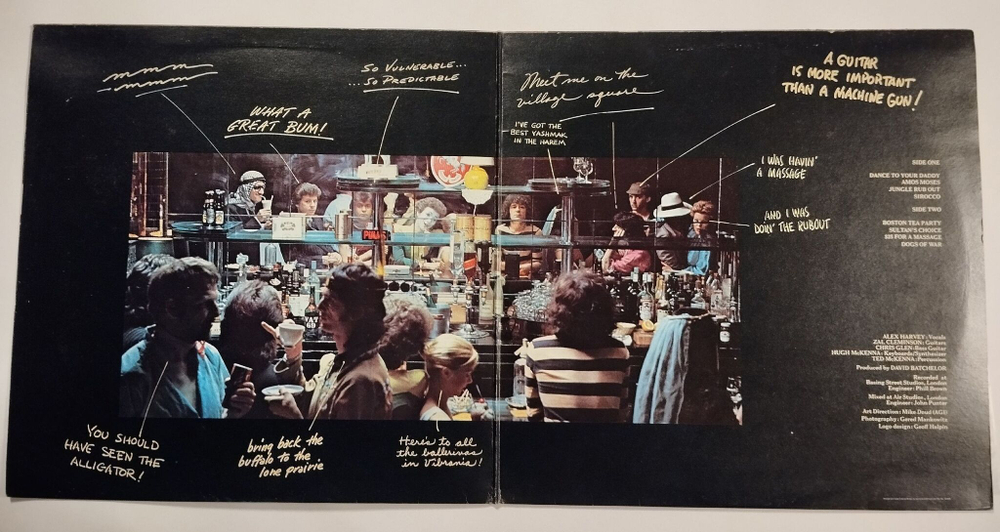 mmmm
mmmm
WHAT A
GREAT BUM!
SO VULNERABLE...
...SO PREDICTABLE
Meet me on the
village square
I'VE GOT THE
BEST YASHMAK
IN THE HAREM
A GUITAR
IS MORE IMPORTANT
THAN A MACHINE GUN!
I WAS HAVIN'
A MASSAGE
AND I WAS
DOIN' THE RUBOUT
SIDE ONE
DANCE TO YOUR DADDY
AMOS MOSES
JUNGLE RUB OUT
SIROCCO
SIDE TWO
BOSTON TEA PARTY
SULTAN'S CHOICE
$25 FOR A MASSAGE
DOGS OF WAR
VAT
69
ALEX HARVEY: Vocals
ZAL CLEMINSON: Guitars
CHRIS GLEN: Bass Guitar
HUGH McKENNA: Keyboards/Synthesizer
TED McKENNA: Percussion
Produced by DAVID BATCHELOR
Recorded at
Basing Street Studios, London
Engineer: Phill Brown
Mixed at Air Studios, London
Engineer: John Punter
Art Direction: Mike Doud (AGI)
Photography: Gered Mankowitz
Logo design: Geoff Halpin
YOU SHOULD
HAVE SEEN THE
ALLIGATOR!
bring back the
buffalo to the
lone prairie
Here's to all
the ballerinas
in Vibrania!